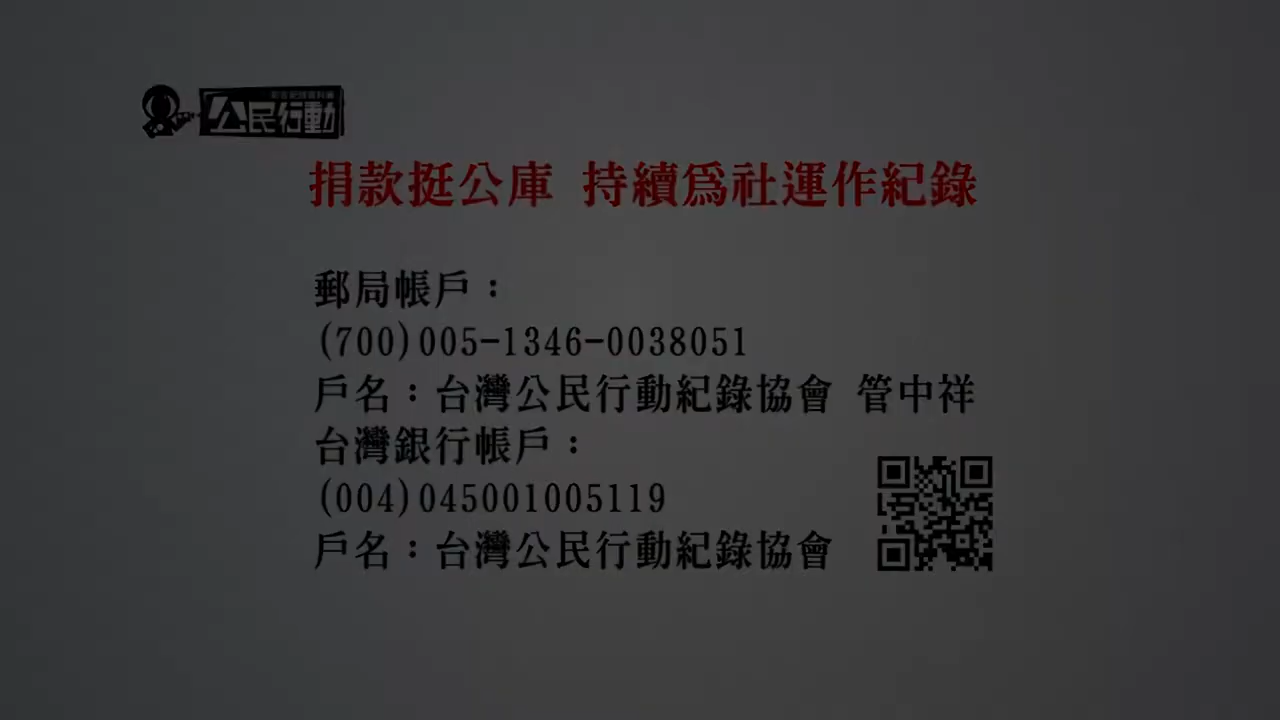 公民行動
捐款挺公庫 持續為社運作紀錄
郵局帳戶：
(700)005-1346-0038051
戶名：台灣公民行動紀錄協會 管中祥
台灣銀行帳戶：
(004)045001005119
戶名：台灣公民行動紀錄協會